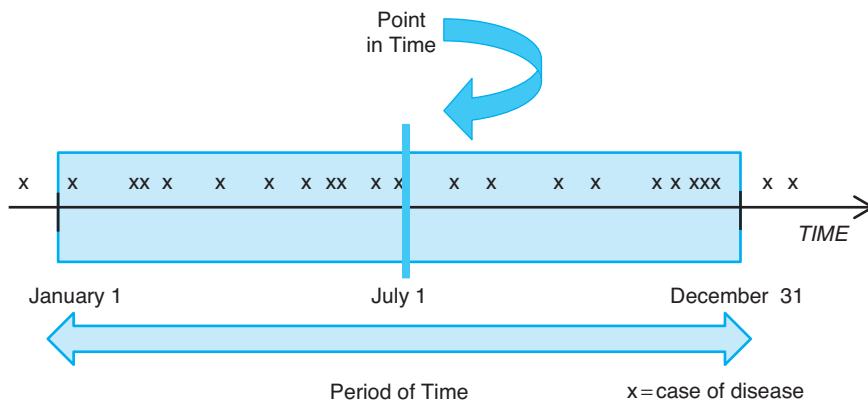 Point
in Time
x x xx x x x x xx x x x x x x x x xxx x x
TIME
January 1 July 1 December 31
Period of Time x=case of disease